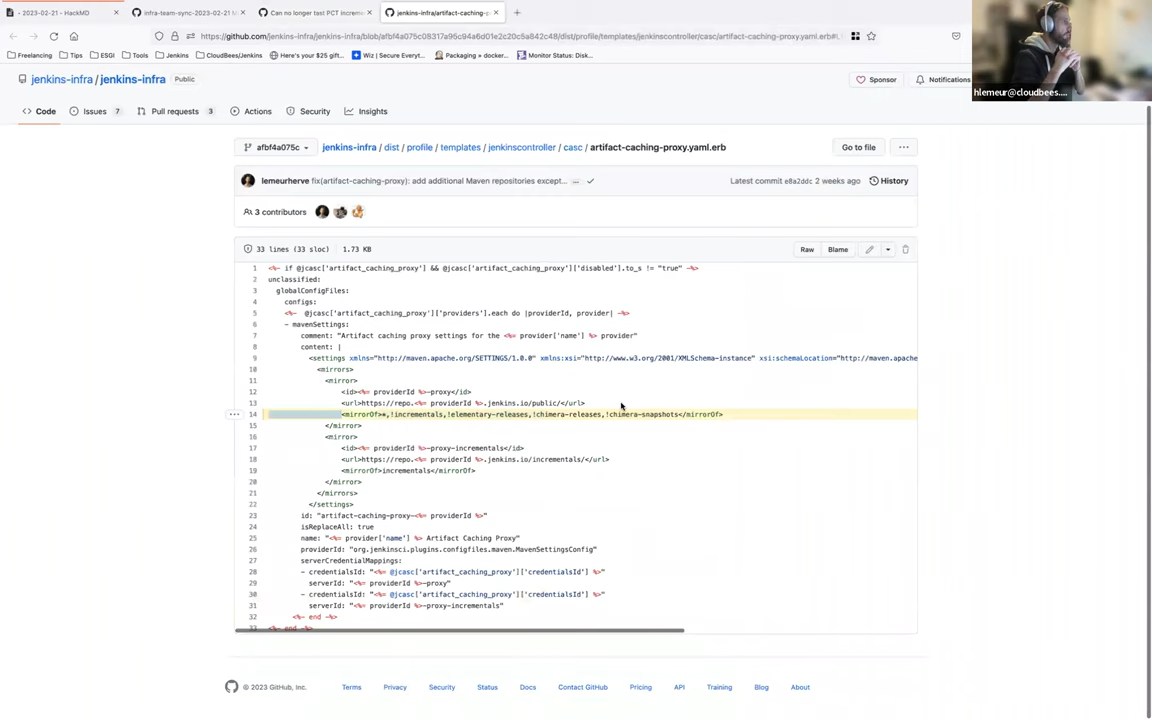 - 2023-02-21 - HackMD
infra-team-sync-2023-02-21 M
Can no longer test PCT increme
jenkins-infra/artifact-caching-p
https://github.com/jenkins-infra/jenkins-infra/blob/afbf4a075c08317a95c94a6d01e2c20c5a842c48/dist/profile/templates/jenkinscontroller/casc/artifact-caching-proxy.yaml.erb#L
Freelancing
Tips
ESGI
Tools
Jenkins
CloudBees/Jenkins
Here's your $25 gift...
Wiz | Secure Everyt...
Packaging » docker...
Monitor Status: Disk...
hlemeur@cloudbees....
jenkins-infra / jenkins-infra Public
Sponsor
Notifications
Code
Issues 7
Pull requests 3
Actions
Security
Insights
afbf4a075c
jenkins-infra / dist / profile / templates / jenkinscontroller / casc / artifact-caching-proxy.yaml.erb
Go to file
lemeurherve fix(artifact-caching-proxy): add additional Maven repositories except... ...
Latest commit e8a2ddc 2 weeks ago
History
3 contributors
33 lines (33 sloc) 1.73 KB
Raw
Blame
1 <%- if @jcasc['artifact_caching_proxy'] && @jcasc['artifact_caching_proxy']['disabled'].to_s != "true" -%>
2 unclassified:
3 globalConfigFiles:
4 configs:
5 <%- @jcasc['artifact_caching_proxy']['providers'].each do |providerId, provider| -%>
6 - mavenSettings:
7 comment: "Artifact caching proxy settings for the <%= provider['name'] %> provider"
8 content: |
9 <settings xmlns="http://maven.apache.org/SETTINGS/1.0.0" xmlns:xsi="http://www.w3.org/2001/XMLSchema-instance" xsi:schemaLocation="http://maven.apache
10 <mirrors>
11 <mirror>
12 <id><%= providerId %>-proxy</id>
13 <url>https://repo.<%= providerId %>.jenkins.io/public/</url>
14 <mirrorOf>*,!incrementals,!elementary-releases,!chimera-releases,!chimera-snapshots</mirrorOf>
15 </mirror>
16 <mirror>
17 <id><%= providerId %>-proxy-incrementals</id>
18 <url>https://repo.<%= providerId %>.jenkins.io/incrementals/</url>
19 <mirrorOf>incrementals</mirrorOf>
20 </mirror>
21 </mirrors>
22 </settings>
23 id: "artifact-caching-proxy-<%= providerId %>"
24 isReplaceAll: true
25 name: "<%= provider['name'] %> Artifact Caching Proxy"
26 providerId: "org.jenkinsci.plugins.configfiles.maven.MavenSettingsConfig"
27 serverCredentialMappings:
28 - credentialsId: "<%= @jcasc['artifact_caching_proxy']['credentialsId'] %>"
29 serverId: "<%= providerId %>-proxy"
30 - credentialsId: "<%= @jcasc['artifact_caching_proxy']['credentialsId'] %>"
31 serverId: "<%= providerId %>-proxy-incrementals"
32 <%- end -%>
33 <%- end -%>
© 2023 GitHub, Inc.
Terms
Privacy
Security
Status
Docs
Contact GitHub
Pricing
API
Training
Blog
About